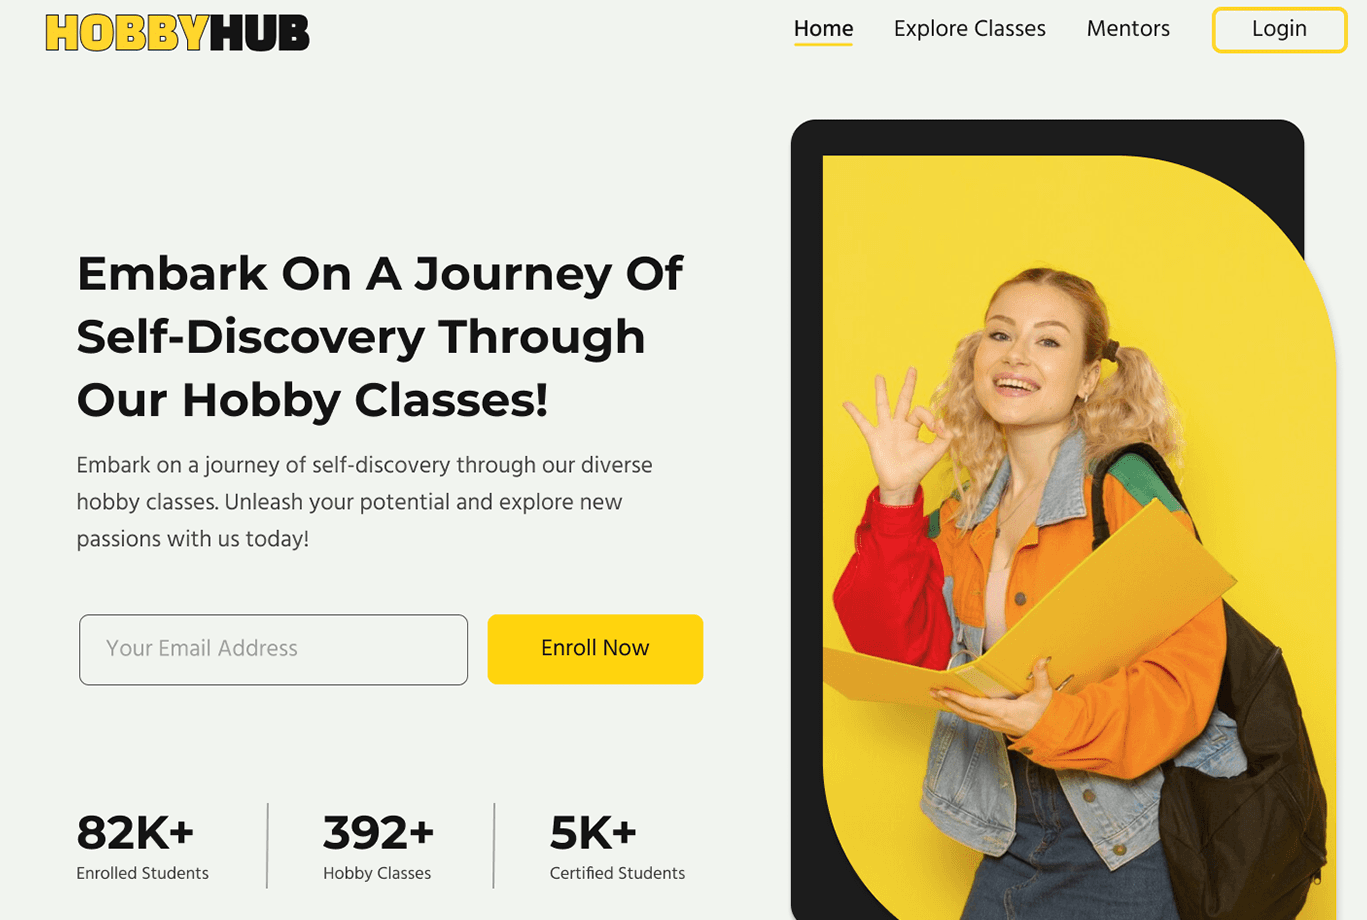 HOBBYHUB
Home
Explore Classes
Mentors
Login
Embark On A Journey Of
Self-Discovery Through
Our Hobby Classes!
Embark on a journey of self-discovery through our diverse
hobby classes. Unleash your potential and explore new
passions with us today!
Your Email Address
Enroll Now
82K+
Enrolled Students
392+
Hobby Classes
5K+
Certified Students